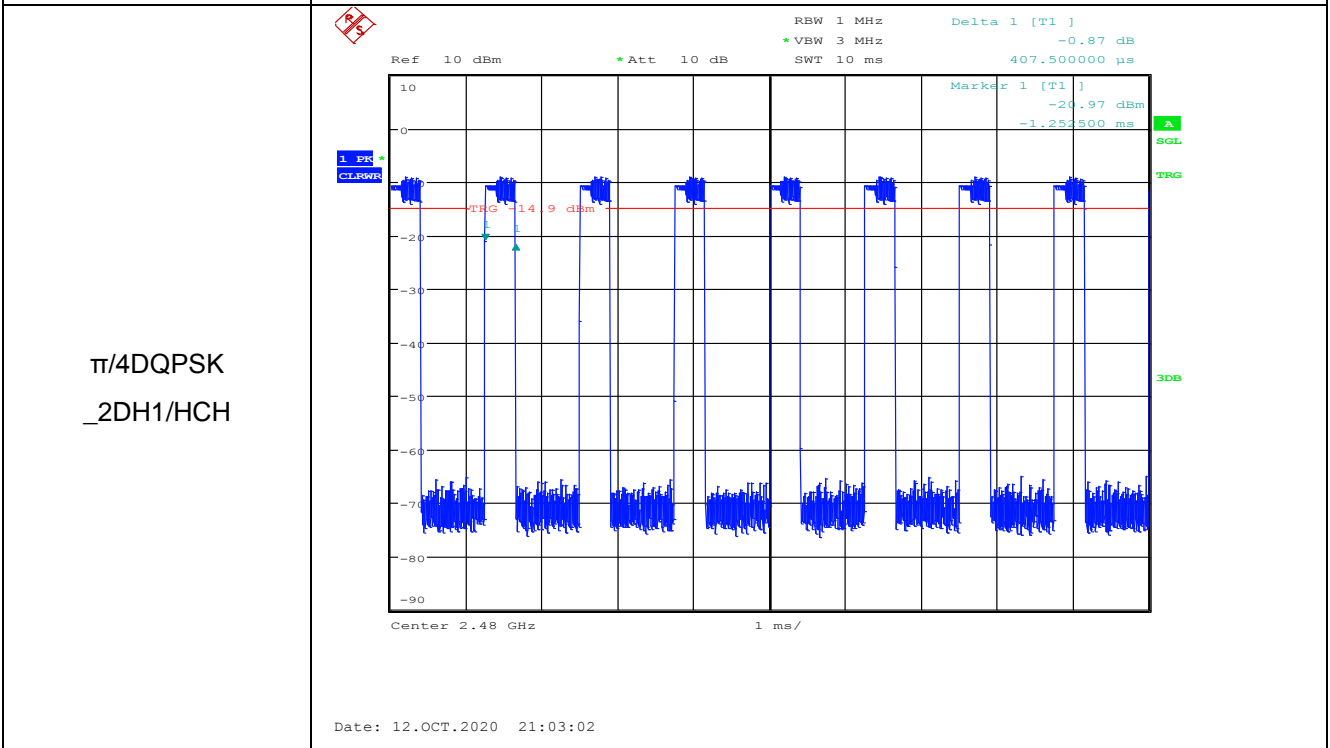 π/4DQPSK
_2DH1/HCH
R S
RBW 1 MHz
Delta 1 [T1 ]
* VBW 3 MHz
-0.87 dB
Ref 10 dBm
* Att 10 dB
SWT 10 ms
407.500000 µs
10
Marker 1 [T1 ]
-20.97 dBm
-1.252500 ms
A
0
SGL
1 PK *
CLRWR
TRG
TRG -14.9 dBm
1
1
-20
-30
-40
3DB
-50
-60
-70
-80
-90
Center 2.48 GHz
1 ms/
Date: 12.OCT.2020 21:03:02